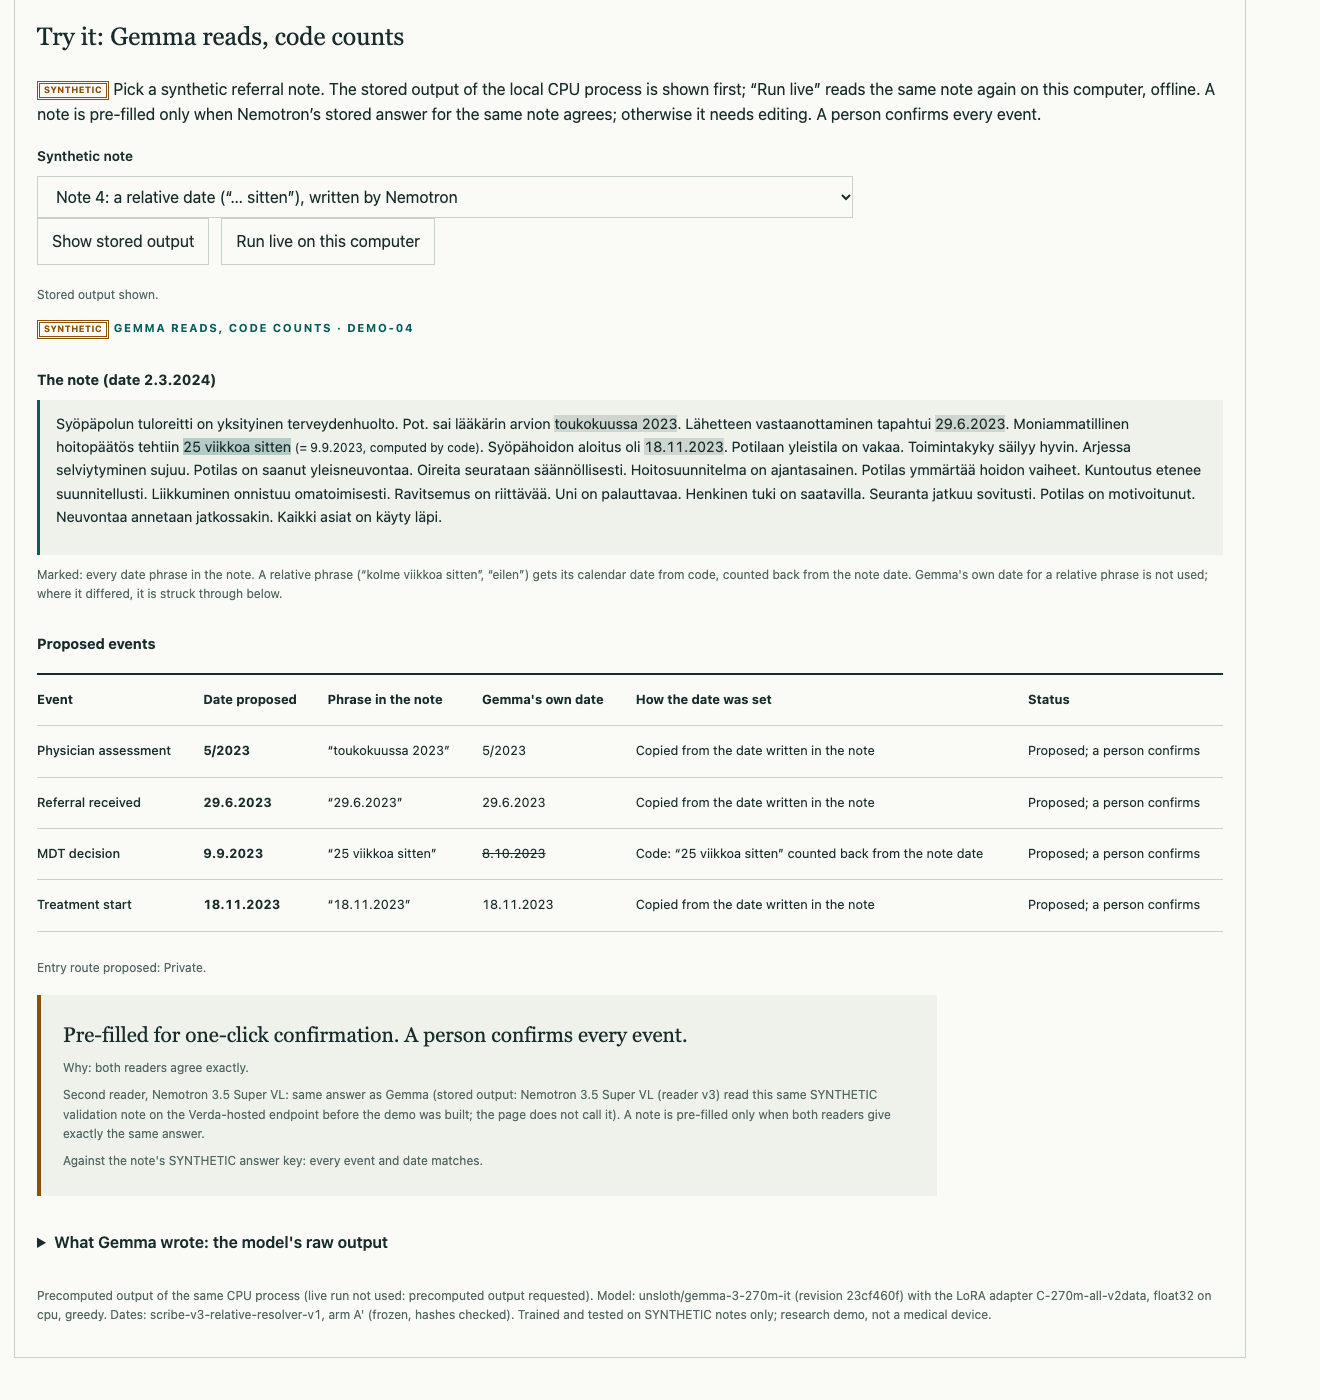 Try it: Gemma reads, code counts
SYNTHETIC Pick a synthetic referral note. The stored output of the local CPU process is shown first; “Run live” reads the same note again on this computer, offline. A
note is pre-filled only when Nemotron’s stored answer for the same note agrees; otherwise it needs editing. A person confirms every event.
Synthetic note
Note 4: a relative date (“… sitten”), written by Nemotron
Show stored output Run live on this computer
Stored output shown.
SYNTHETIC GEMMA READS, CODE COUNTS · DEMO-04
The note (date 2.3.2024)
Syöpäpolun tuloreitti on yksityinen terveydenhuolto. Pot. sai lääkärin arvion toukokuussa 2023. Lähetteen vastaanottaminen tapahtui 29.6.2023. Moniammatillinen
hoitopäätös tehtiin 25 viikkoa sitten (= 9.9.2023, computed by code). Syöpähoidon aloitus oli 18.11.2023. Potilaan yleistila on vakaa. Toimintakyky säilyy hyvin. Arjessa
selviytyminen sujuu. Potilas on saanut yleisneuvontaa. Oireita seurataan säännöllisesti. Hoitosuunnitelma on ajantasainen. Potilas ymmärtää hoidon vaiheet. Kuntoutus etenee
suunnitellusti. Liikkuminen onnistuu omatoimisesti. Ravitsemus on riittävää. Uni on palauttavaa. Henkinen tuki on saatavilla. Seuranta jatkuu sovitusti. Potilas on motivoitunut.
Neuvontaa annetaan jatkossakin. Kaikki asiat on käyty läpi.
Marked: every date phrase in the note. A relative phrase (“kolme viikkoa sitten”, “eilen”) gets its calendar date from code, counted back from the note date. Gemma's own date for a relative phrase is not used;
where it differed, it is struck through below.
Proposed events
Event Date proposed Phrase in the note Gemma's own date How the date was set Status
Physician assessment 5/2023 “toukokuussa 2023” 5/2023 Copied from the date written in the note Proposed; a person confirms
Referral received 29.6.2023 “29.6.2023” 29.6.2023 Copied from the date written in the note Proposed; a person confirms
MDT decision 9.9.2023 “25 viikkoa sitten” 8.10.2023 Code: “25 viikkoa sitten” counted back from the note date Proposed; a person confirms
Treatment start 18.11.2023 “18.11.2023” 18.11.2023 Copied from the date written in the note Proposed; a person confirms
Entry route proposed: Private.
Pre-filled for one-click confirmation. A person confirms every event.
Why: both readers agree exactly.
Second reader, Nemotron 3.5 Super VL: same answer as Gemma (stored output: Nemotron 3.5 Super VL (reader v3) read this same SYNTHETIC
validation note on the Verda-hosted endpoint before the demo was built; the page does not call it). A note is pre-filled only when both readers give
exactly the same answer.
Against the note's SYNTHETIC answer key: every event and date matches.
What Gemma wrote: the model's raw output
Precomputed output of the same CPU process (live run not used: precomputed output requested). Model: unsloth/gemma-3-270m-it (revision 23cf460f) with the LoRA adapter C-270m-all-v2data, float32 on
cpu, greedy. Dates: scribe-v3-relative-resolver-v1, arm A' (frozen, hashes checked). Trained and tested on SYNTHETIC notes only; research demo, not a medical device.